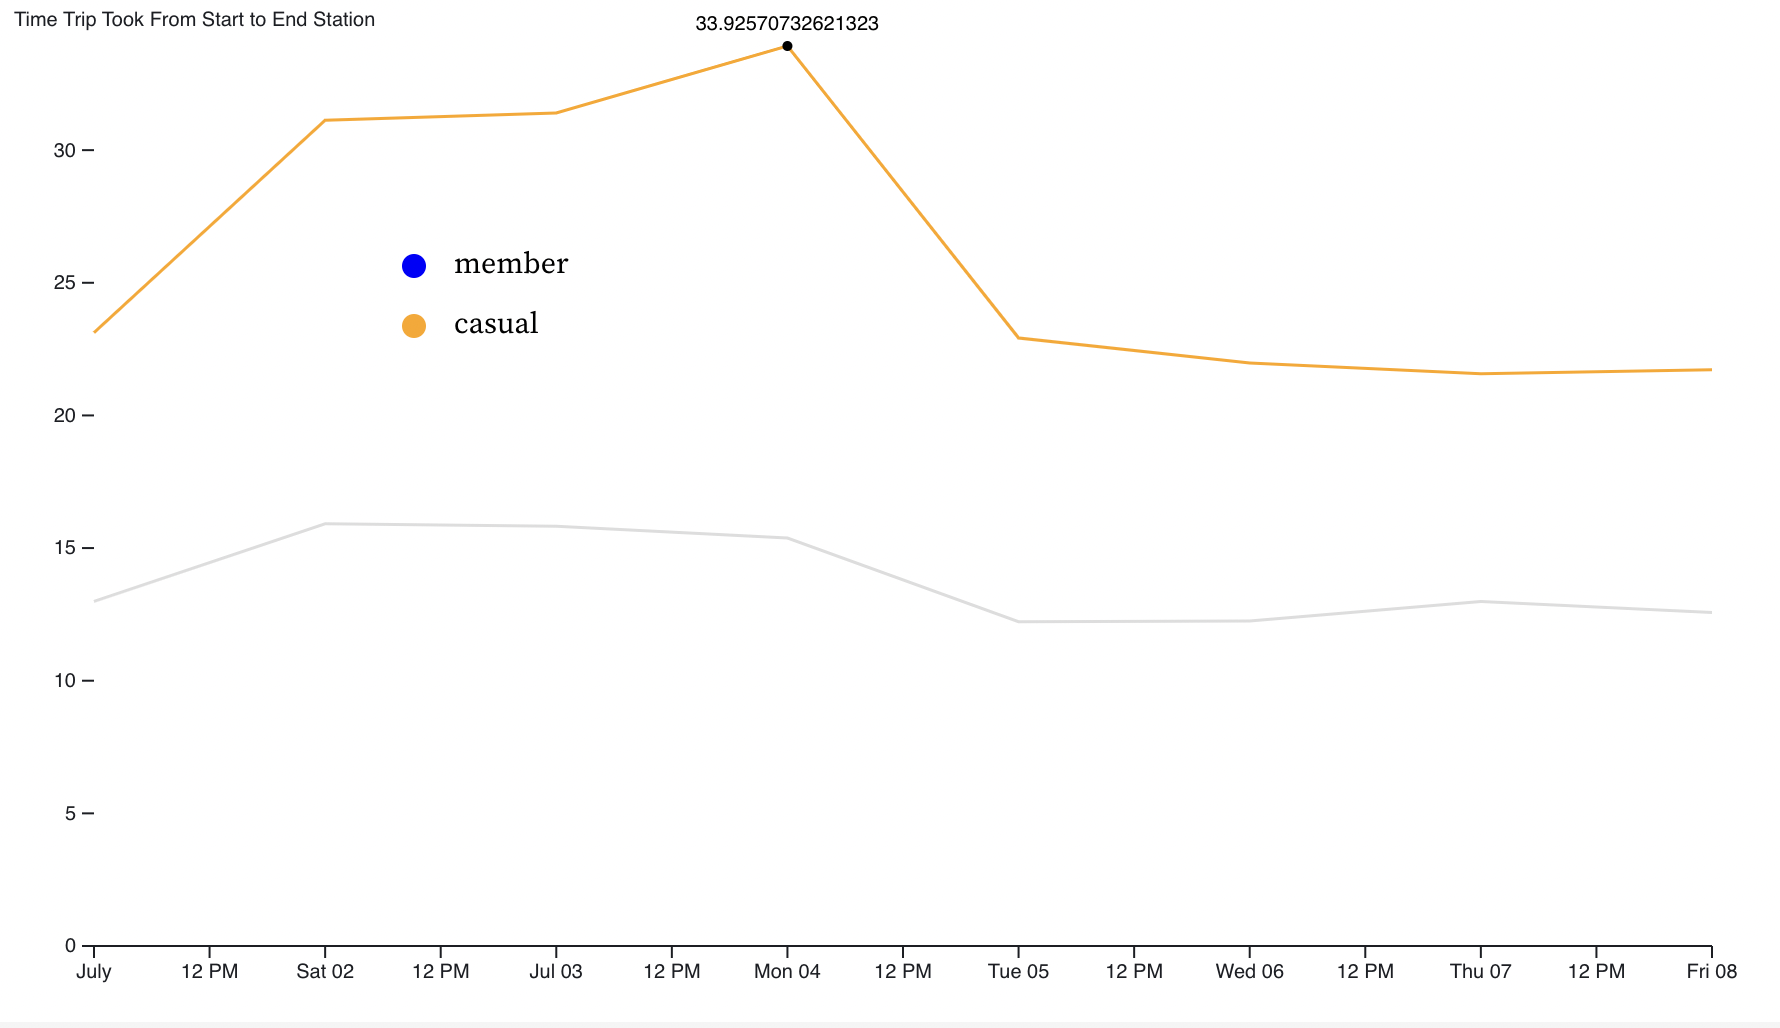 Time Trip Took From Start to End Station
33.92570732621323
30
member
25
casual
20
15
10
5
0
July 12 PM Sat 02 12 PM Jul 03 12 PM Mon 04 12 PM Tue 05 12 PM Wed 06 12 PM Thu 07 12 PM Fri 08